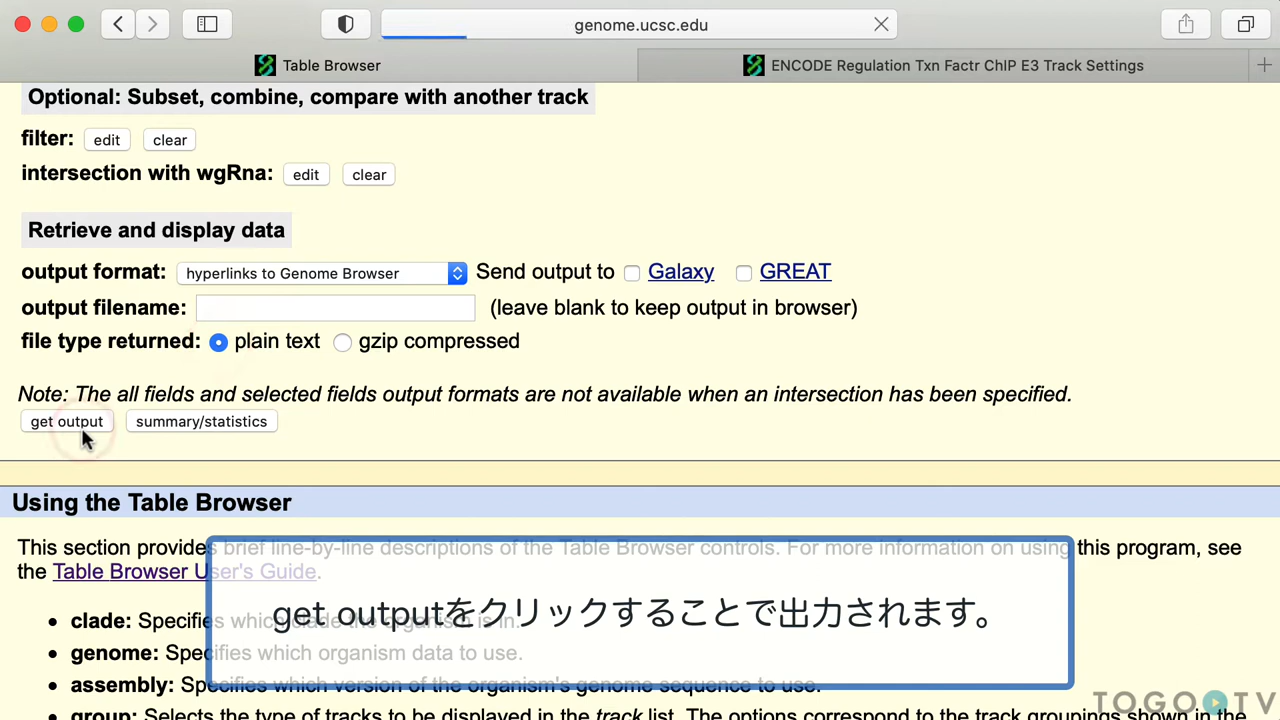 genome.ucsc.edu
Table Browser
ENCODE Regulation Txn Factr ChIP E3 Track Settings
Optional: Subset, combine, compare with another track
filter: edit clear
intersection with wgRna: edit clear
Retrieve and display data
output format: hyperlinks to Genome Browser Send output to Galaxy GREAT
output filename: (leave blank to keep output in browser)
file type returned: plain text gzip compressed
Note: The all fields and selected fields output formats are not available when an intersection has been specified.
get output summary/statistics
Using the Table Browser
This section provides brief line-by-line descriptions of the Table Browser controls. For more information on using this program, see
the Table Browser User's Guide.
get outputをクリックすることで出力されます。
• clade: Specifies which clade the organism is in.
• genome: Specifies which organism data to use.
• assembly: Specifies which version of the organism's genome sequence to use.
• group: Selects the type of tracks to be displayed in the track list. The options correspond to the track groupings shown in the
TOGO TV